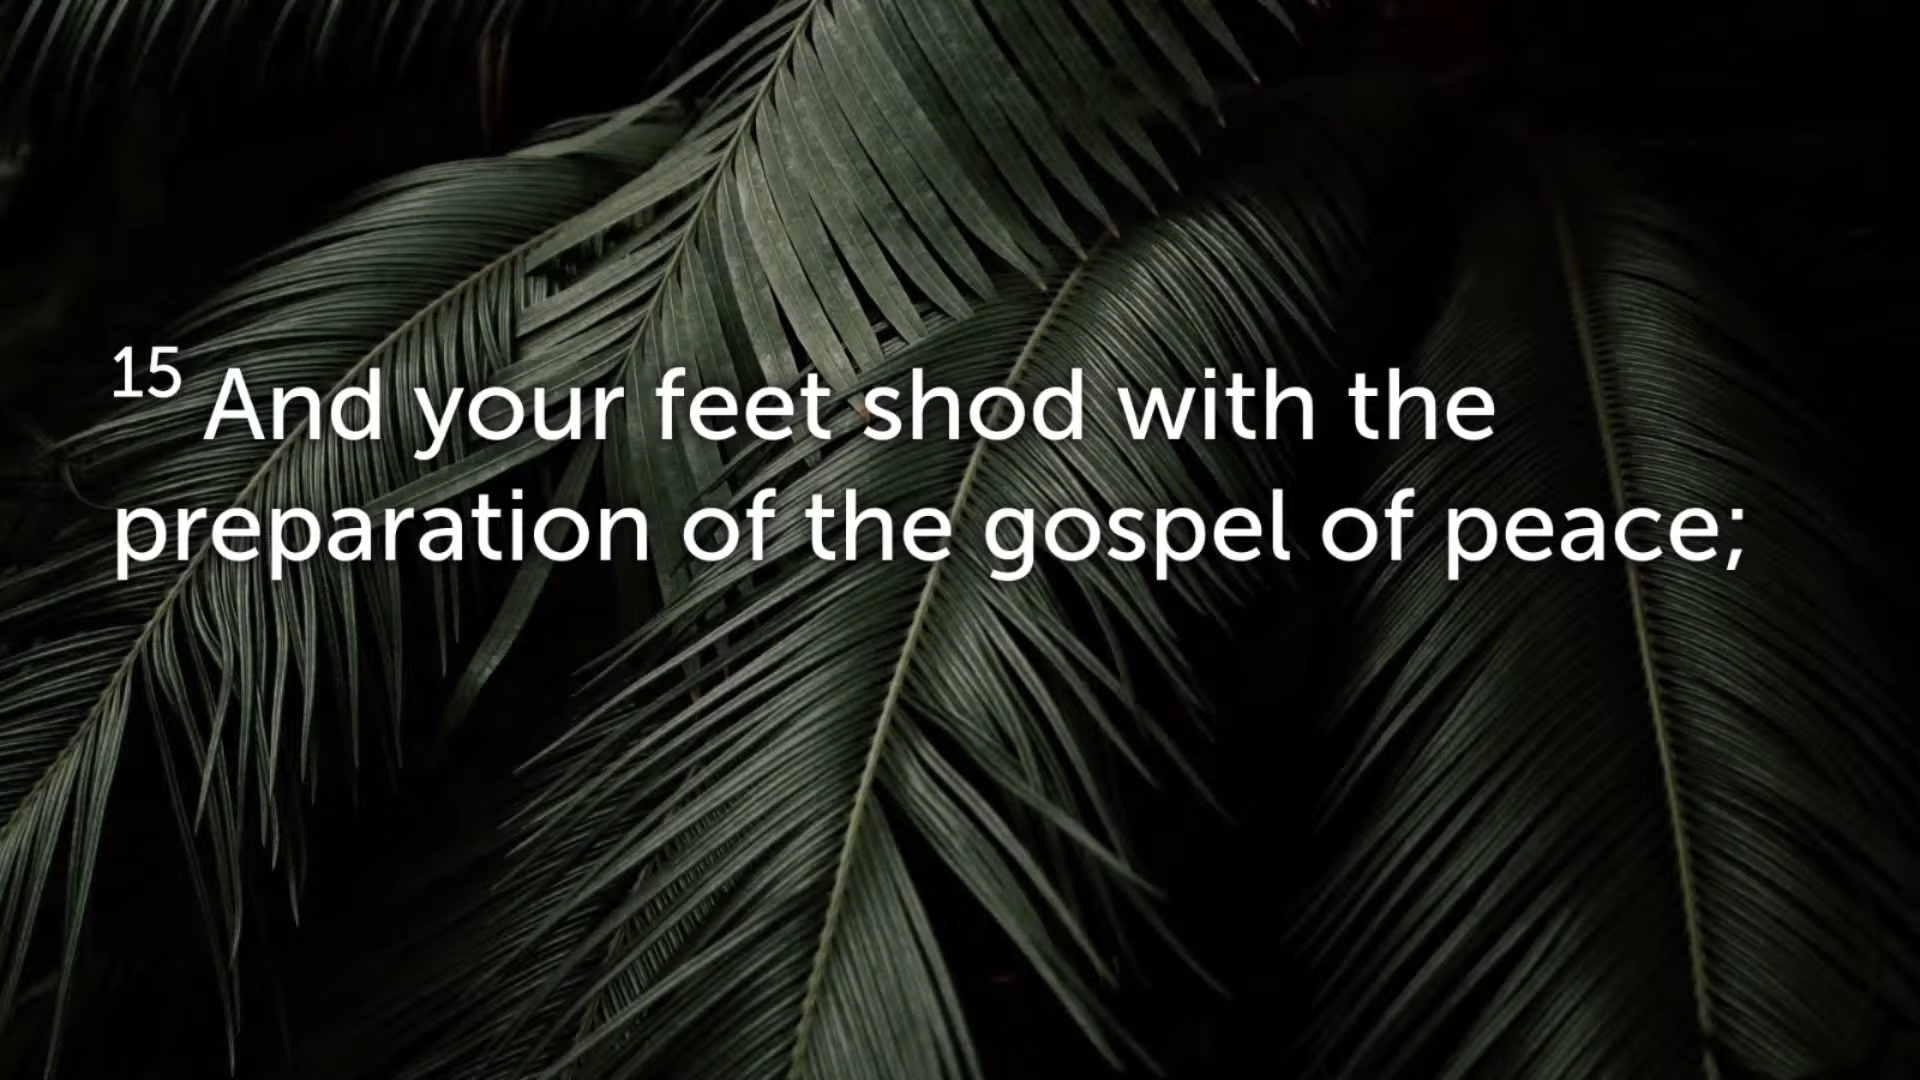 15 And your feet shod with the
preparation of the gospel of peace;